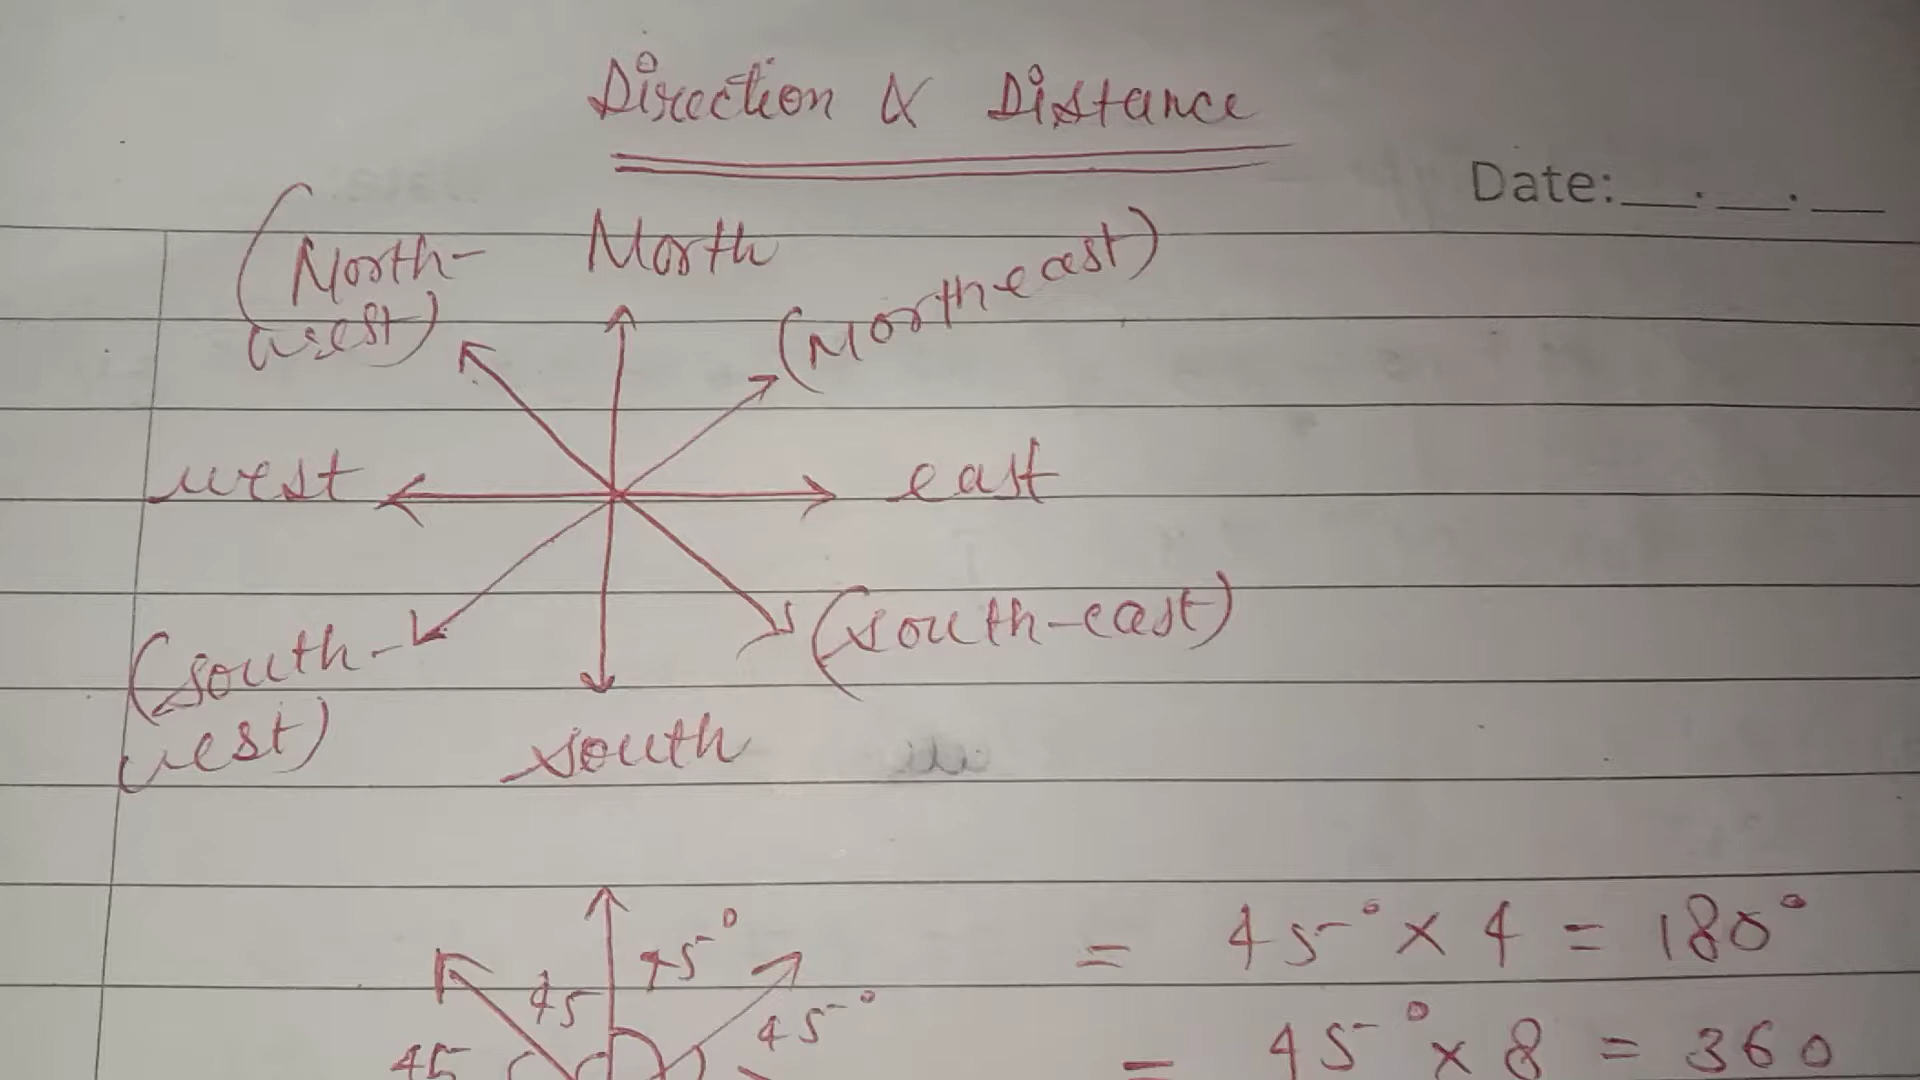 Direction & Distance
Date:__.__.__
(North-
west)
North
(Northeast)
west
east
(south-
west)
(south-east)
south
45°
45
45°
45
= 45° × 4 = 180°
= 45° × 8 = 360